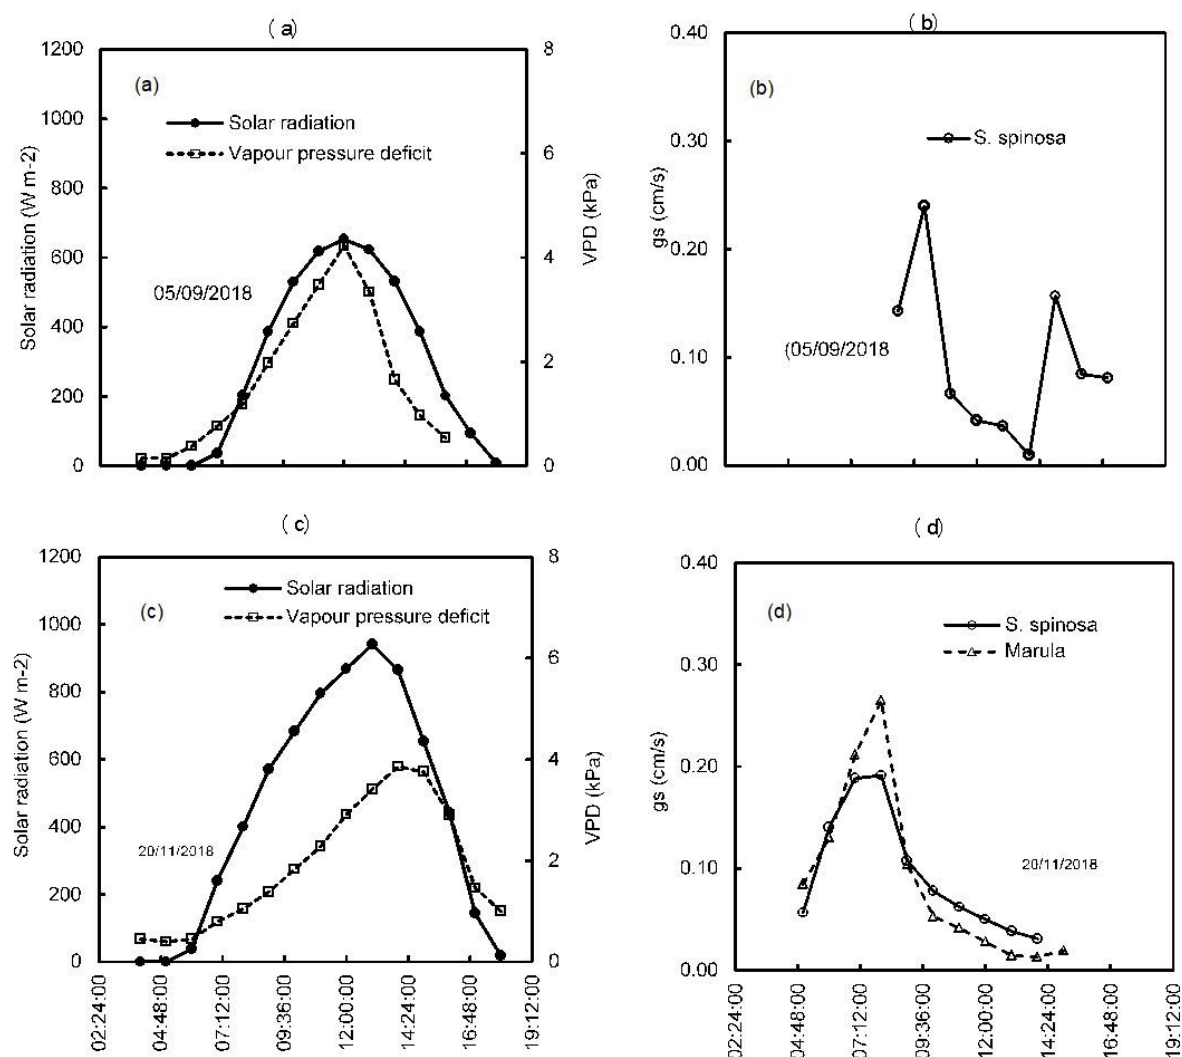 ( a)
1200
1000
800
600
400
200
0
Solar radiation (W m-2)
(a)
Solar radiation
Vapour pressure deficit
05/09/2018
8
6
4
2
0
VPD (kPa)
( b)
0.40
0.30
0.20
0.10
0.00
gs (cm/s)
(b)
S. spinosa
(05/09/2018
( c)
1200
1000
800
600
400
200
0
Solar radiation (W m-2)
(c)
Solar radiation
Vapour pressure deficit
20/11/2018
8
6
4
2
0
VPD (kPa)
02:24:00
04:48:00
07:12:00
09:36:00
12:00:00
14:24:00
16:48:00
19:12:00
( d)
0.40
0.30
0.20
0.10
0.00
gs (cm/s)
(d)
S. spinosa
Marula
20/11/2018
02:24:00
04:48:00
07:12:00
09:36:00
12:00:00
14:24:00
16:48:00
19:12:00